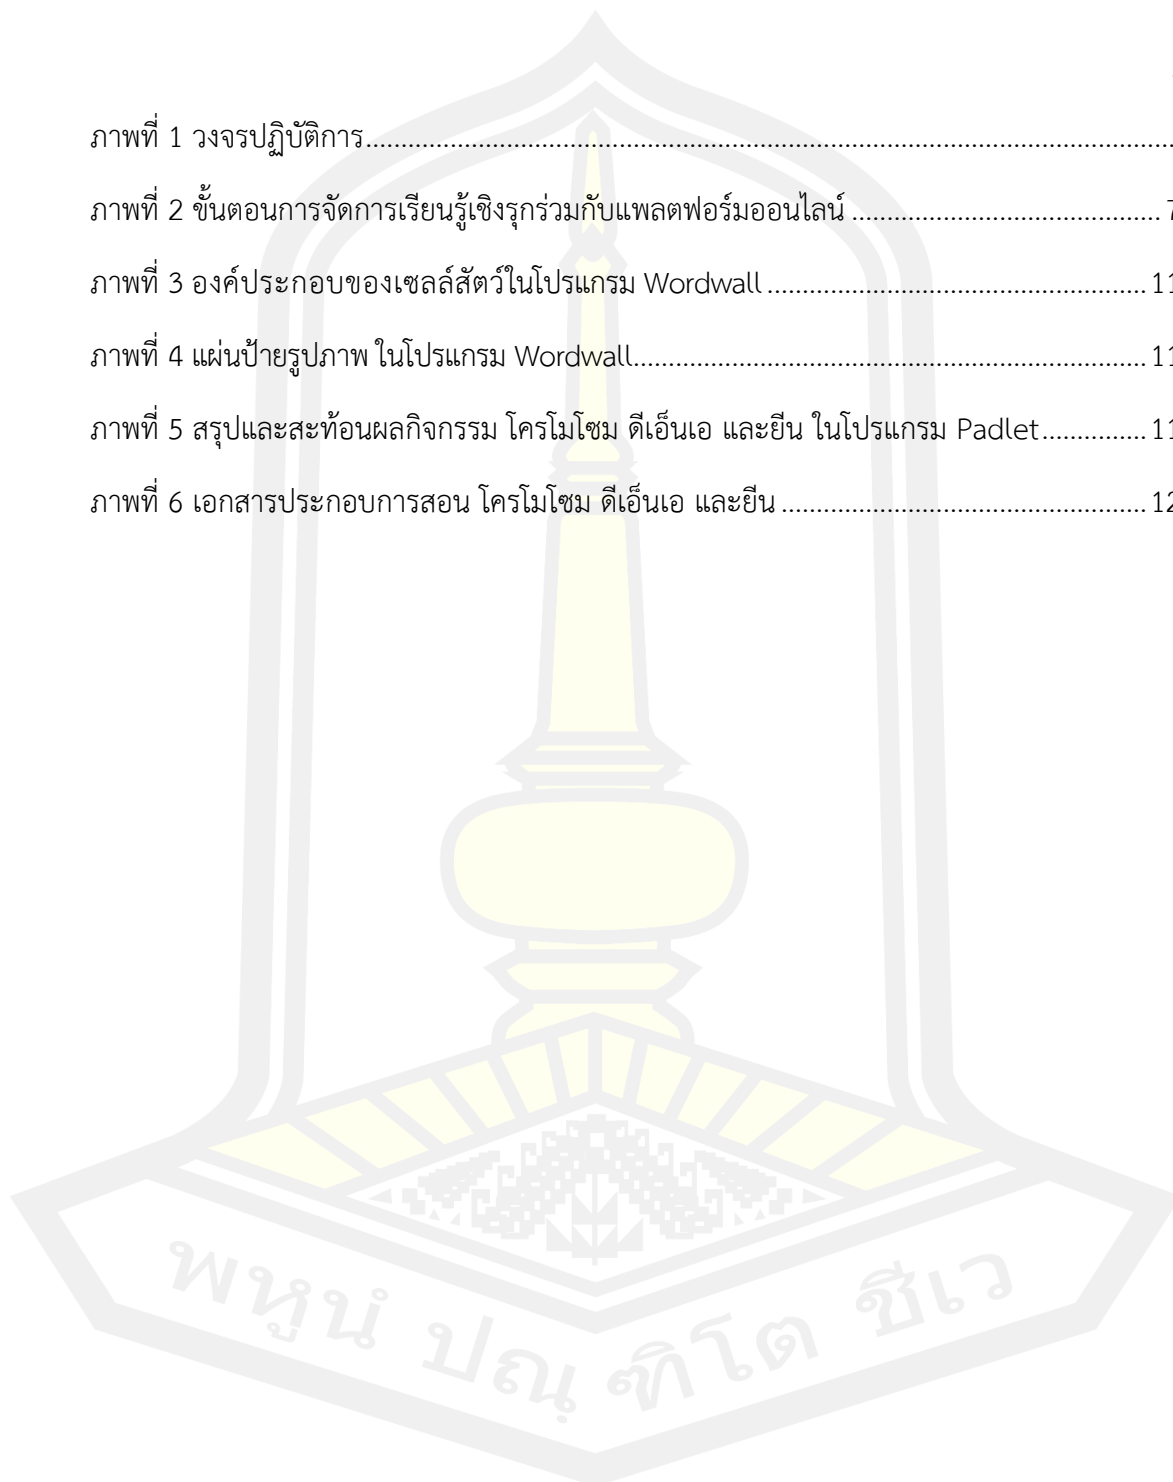 ภาพที่ 1 วงจรปฏิบัติการ....................................................................................................................
ภาพที่ 2 ขั้นตอนการจัดการเรียนรู้เชิงรุกร่วมกับแพลตฟอร์มออนไลน์ ............................................ 7
ภาพที่ 3 องค์ประกอบของเซลล์สัตว์ในโปรแกรม Wordwall ...................................................... 11
ภาพที่ 4 แผ่นป้ายรูปภาพ ในโปรแกรม Wordwall......................................................................... 11
ภาพที่ 5 สรุปและสะท้อนผลกิจกรรม โครโมโซม ดีเอ็นเอ และยีน ในโปรแกรม Padlet............... 11
ภาพที่ 6 เอกสารประกอบการสอน โครโมโซม ดีเอ็นเอ และยีน .................................................... 12
พหูนํ ปณฺฑิโต ชีเว